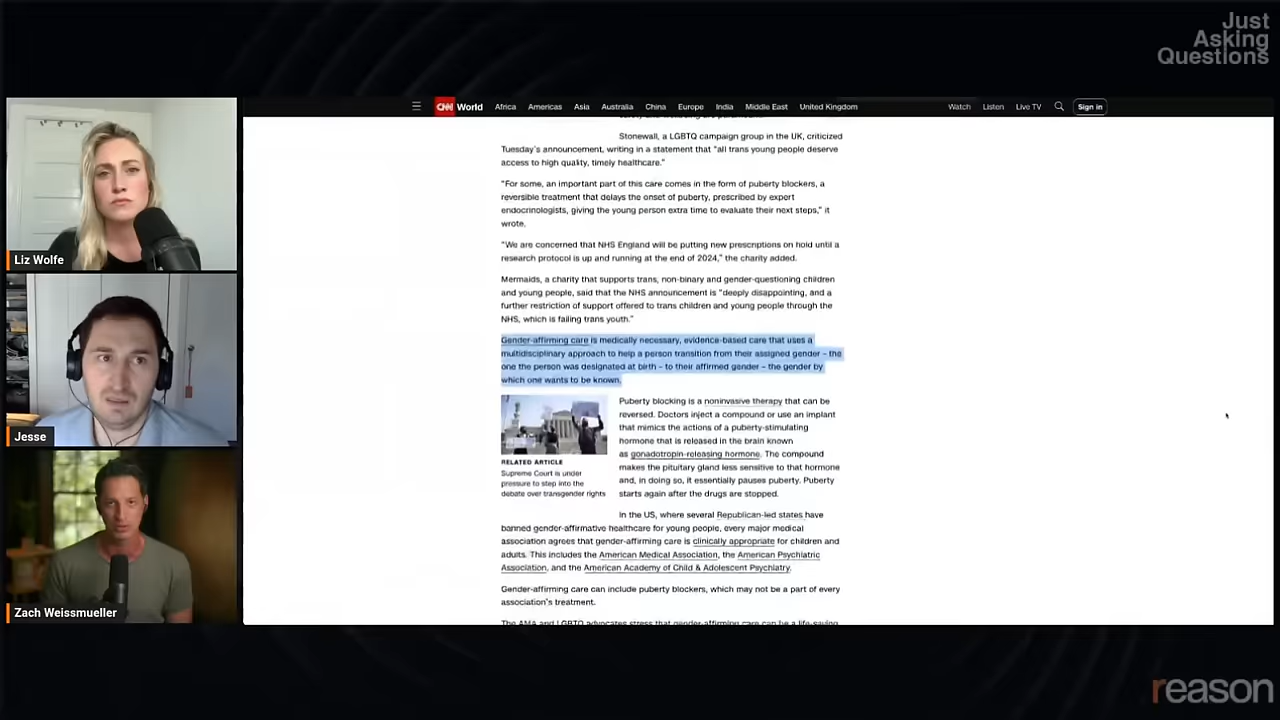 Just
Asking
Questions
CNN World Africa Americas Asia Australia China Europe India Middle East United Kingdom Watch Listen Live TV Sign in
Stonewall, a LGBTQ campaign group in the UK, criticized
Tuesday's announcement, writing in a statement that "all trans young people deserve
access to high quality, timely healthcare."
"For some, an important part of this care comes in the form of puberty blockers, a
reversible treatment that delays the onset of puberty, prescribed by expert
endocrinologists, giving the young person extra time to evaluate their next steps," it
wrote.
"We are concerned that NHS England will be putting new prescriptions on hold until a
research protocol is up and running at the end of 2024," the charity added.
Mermaids, a charity that supports trans, non-binary and gender-questioning children
and young people, said that the NHS announcement is "deeply disappointing, and a
further restriction of support offered to trans children and young people through the
NHS, which is failing trans youth."
Gender-affirming care is medically necessary, evidence-based care that uses a
multidisciplinary approach to help a person transition from their assigned gender – the
one the person was designated at birth – to their affirmed gender – the gender by
which one wants to be known.
Puberty blocking is a noninvasive therapy that can be
reversed. Doctors inject a compound or use an implant
that mimics the actions of a puberty-stimulating
hormone that is released in the brain known
as gonadotropin-releasing hormone. The compound
makes the pituitary gland less sensitive to that hormone
and, in doing so, it essentially pauses puberty. Puberty
starts again after the drugs are stopped.
RELATED ARTICLE
Supreme Court is under
pressure to step into the
debate over transgender rights
In the US, where several Republican-led states have
banned gender-affirmative healthcare for young people, every major medical
association agrees that gender-affirming care is clinically appropriate for children and
adults. This includes the American Medical Association, the American Psychiatric
Association, and the American Academy of Child & Adolescent Psychiatry.
Gender-affirming care can include puberty blockers, which may not be a part of every
association's treatment.
The AMA and LGBTQ advocates stress that gender-affirming care can be a life-saving
Liz Wolfe
Jesse
Zach Weissmueller
reason